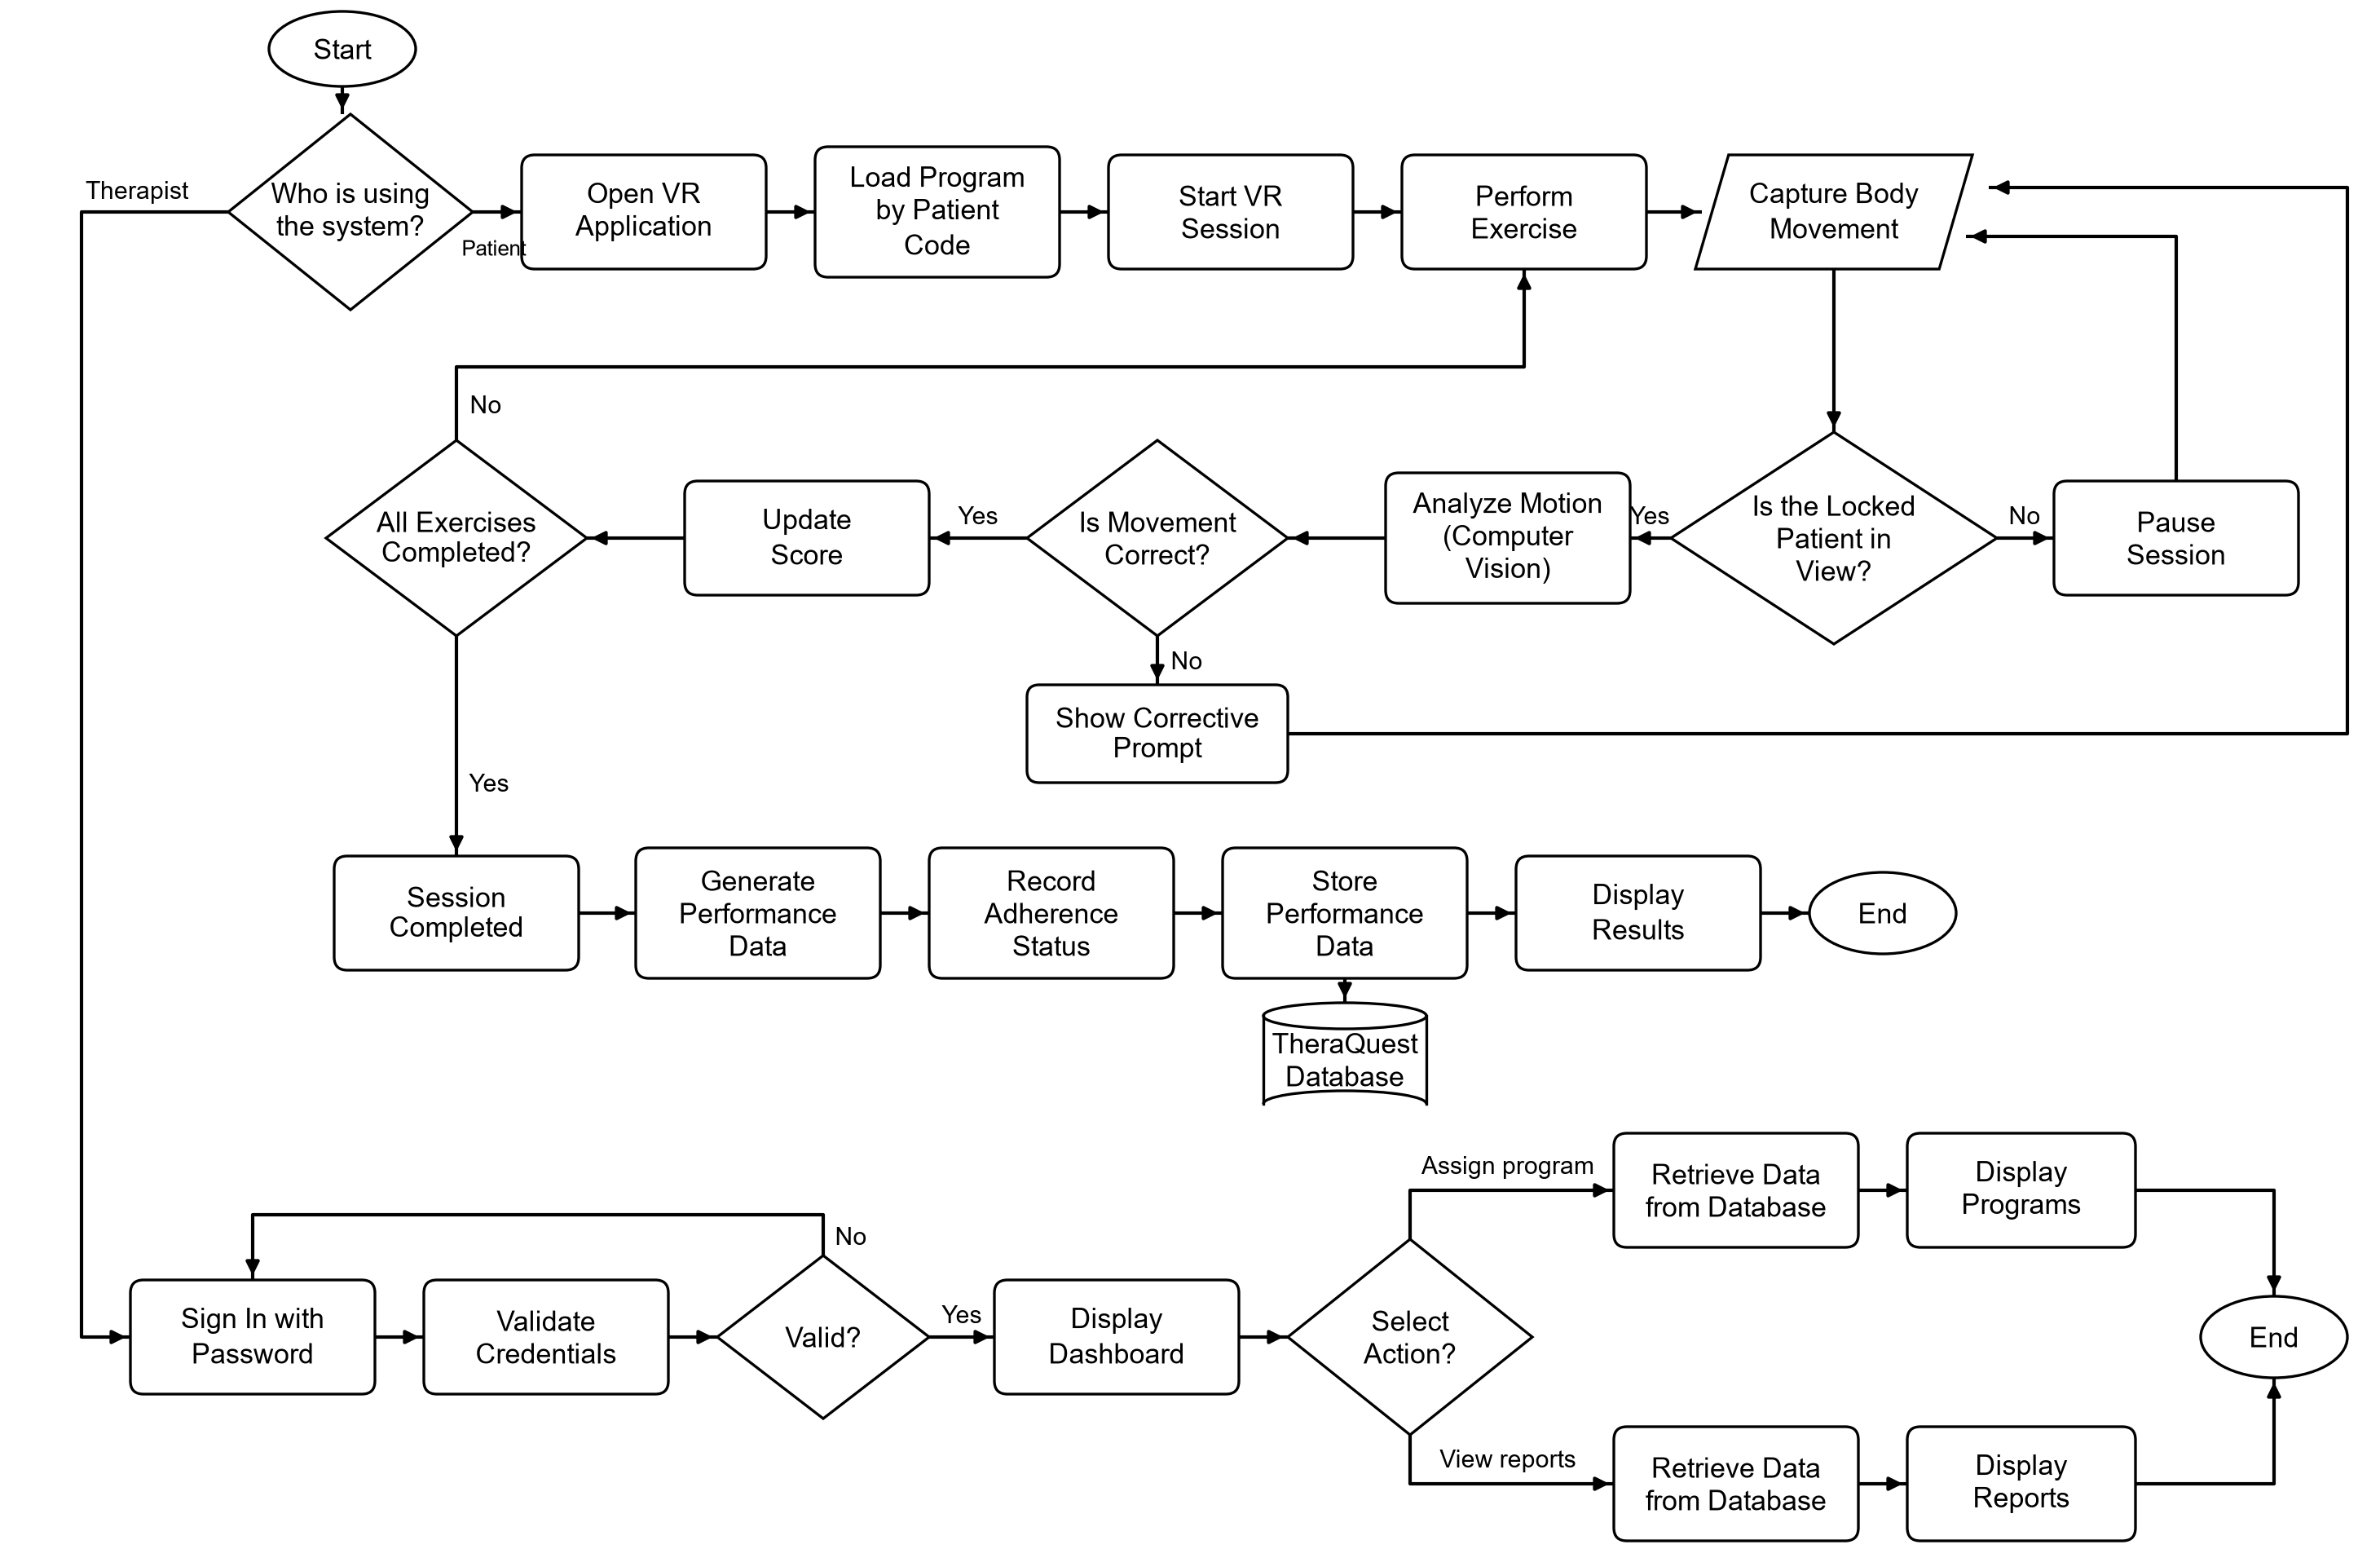 Start
Who is using
the system?
Therapist
Patient
Open VR
Application
Load Program
by Patient
Code
Start VR
Session
Perform
Exercise
Capture Body
Movement
No
All Exercises
Completed?
Update
Score
Yes
Is Movement
Correct?
Analyze Motion
(Computer
Vision)
Yes
Is the Locked
Patient in
View?
No
Pause
Session
No
Show Corrective
Prompt
Yes
Session
Completed
Generate
Performance
Data
Record
Adherence
Status
Store
Performance
Data
Display
Results
End
TheraQuest
Database
Sign In with
Password
Validate
Credentials
Valid?
No
Yes
Display
Dashboard
Select
Action?
Assign program
Retrieve Data
from Database
Display
Programs
End
View reports
Retrieve Data
from Database
Display
Reports